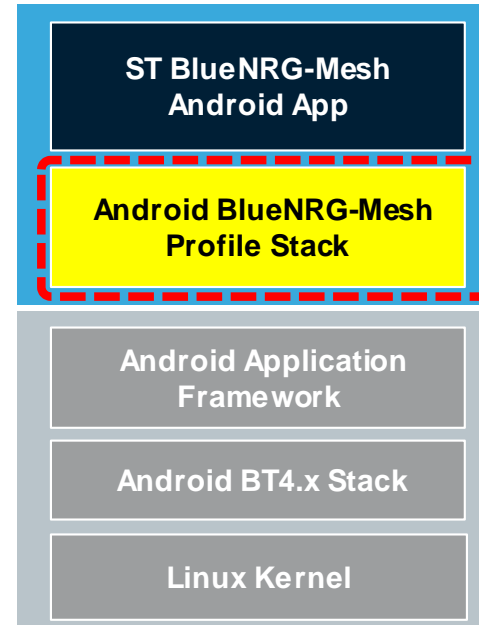 ST BlueNRG-Mesh
Android App
Android BlueNRG-Mesh
Profile Stack
Android Application
Framework
Android BT4.x Stack
Linux Kernel